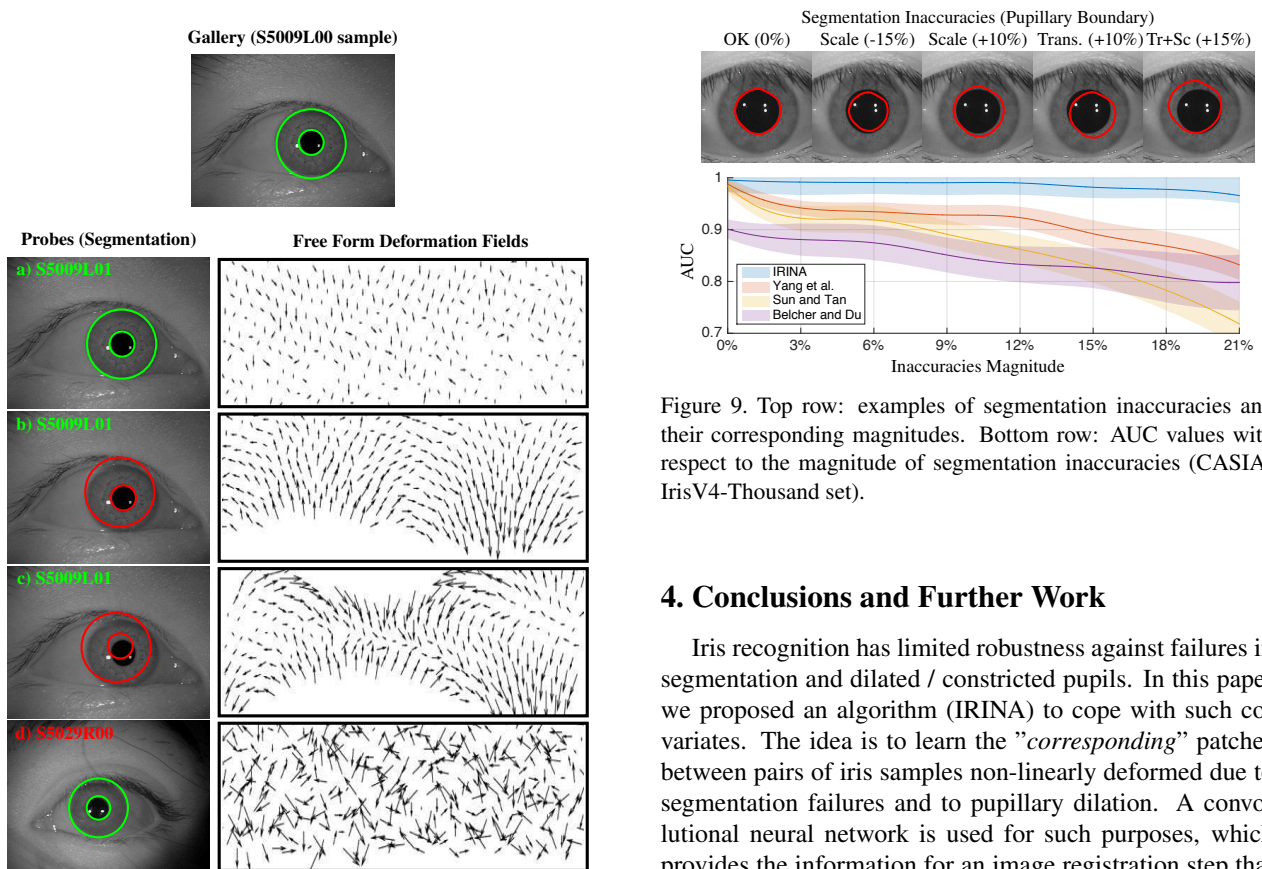 Gallery (S5009L00 sample)
Probes (Segmentation)
Free Form Deformation Fields
a) S5009L01
b) S5009L01
c) S5009L01
d) S5029R00
Segmentation Inaccuracies (Pupillary Boundary)
OK (0%) Scale (-15%) Scale (+10%) Trans. (+10%) Tr+Sc (+15%)
1
0.9
0.8
0.7
AUC
IRINA
Yang et al.
Sun and Tan
Belcher and Du
0% 3% 6% 9% 12% 15% 18% 21%
Inaccuracies Magnitude
Figure 9. Top row: examples of segmentation inaccuracies an
their corresponding magnitudes. Bottom row: AUC values wit
respect to the magnitude of segmentation inaccuracies (CASIA
IrisV4-Thousand set).
4. Conclusions and Further Work
Iris recognition has limited robustness against failures i
segmentation and dilated / constricted pupils. In this pape
we proposed an algorithm (IRINA) to cope with such co
variates. The idea is to learn the "corresponding" patche
between pairs of iris samples non-linearly deformed due t
segmentation failures and to pupillary dilation. A convo
lutional neural network is used for such purposes, which
provides the information for an image registration step tha